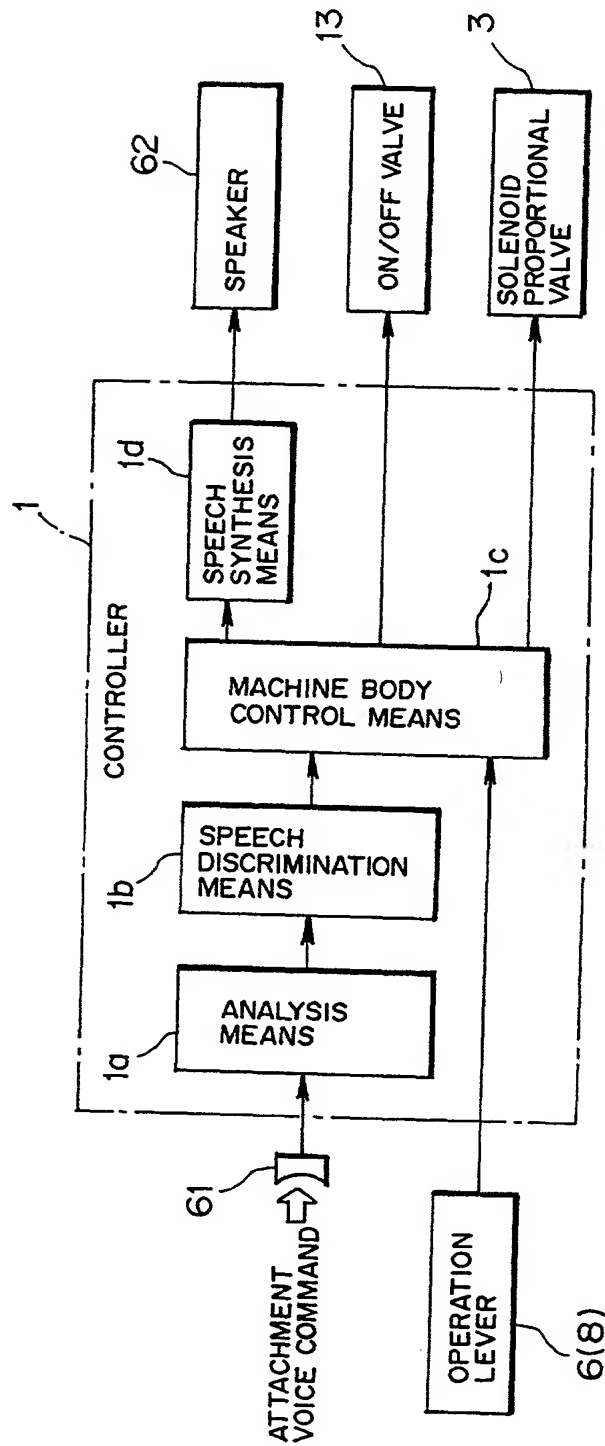 ATTACHMENT
VOICE COMMAND
61
OPERATION
LEVER
6(8)
1
CONTROLLER
1a
ANALYSIS
MEANS
1b
SPEECH
DISCRIMINATION
MEANS
MACHINE BODY
CONTROL MEANS
1c
1d
SPEECH
SYNTHESIS
MEANS
62
SPEAKER
13
ON/OFF VALVE
3
SOLENOID
PROPORTIONAL
VALVE